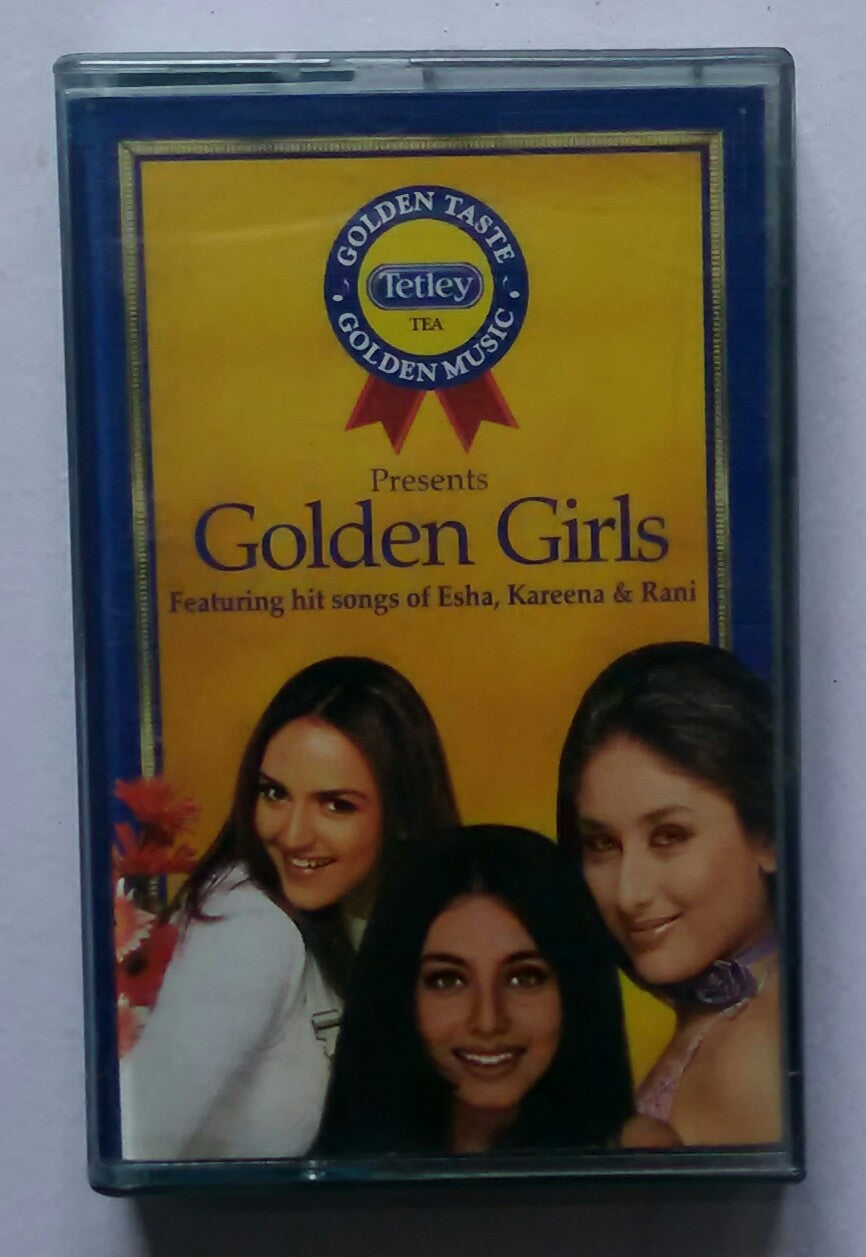 GOLDEN TASTE
Tetley
TEA
GOLDEN MUSIC
Presents
Golden Girls
Featuring hit songs of Esha, Kareena & Rani